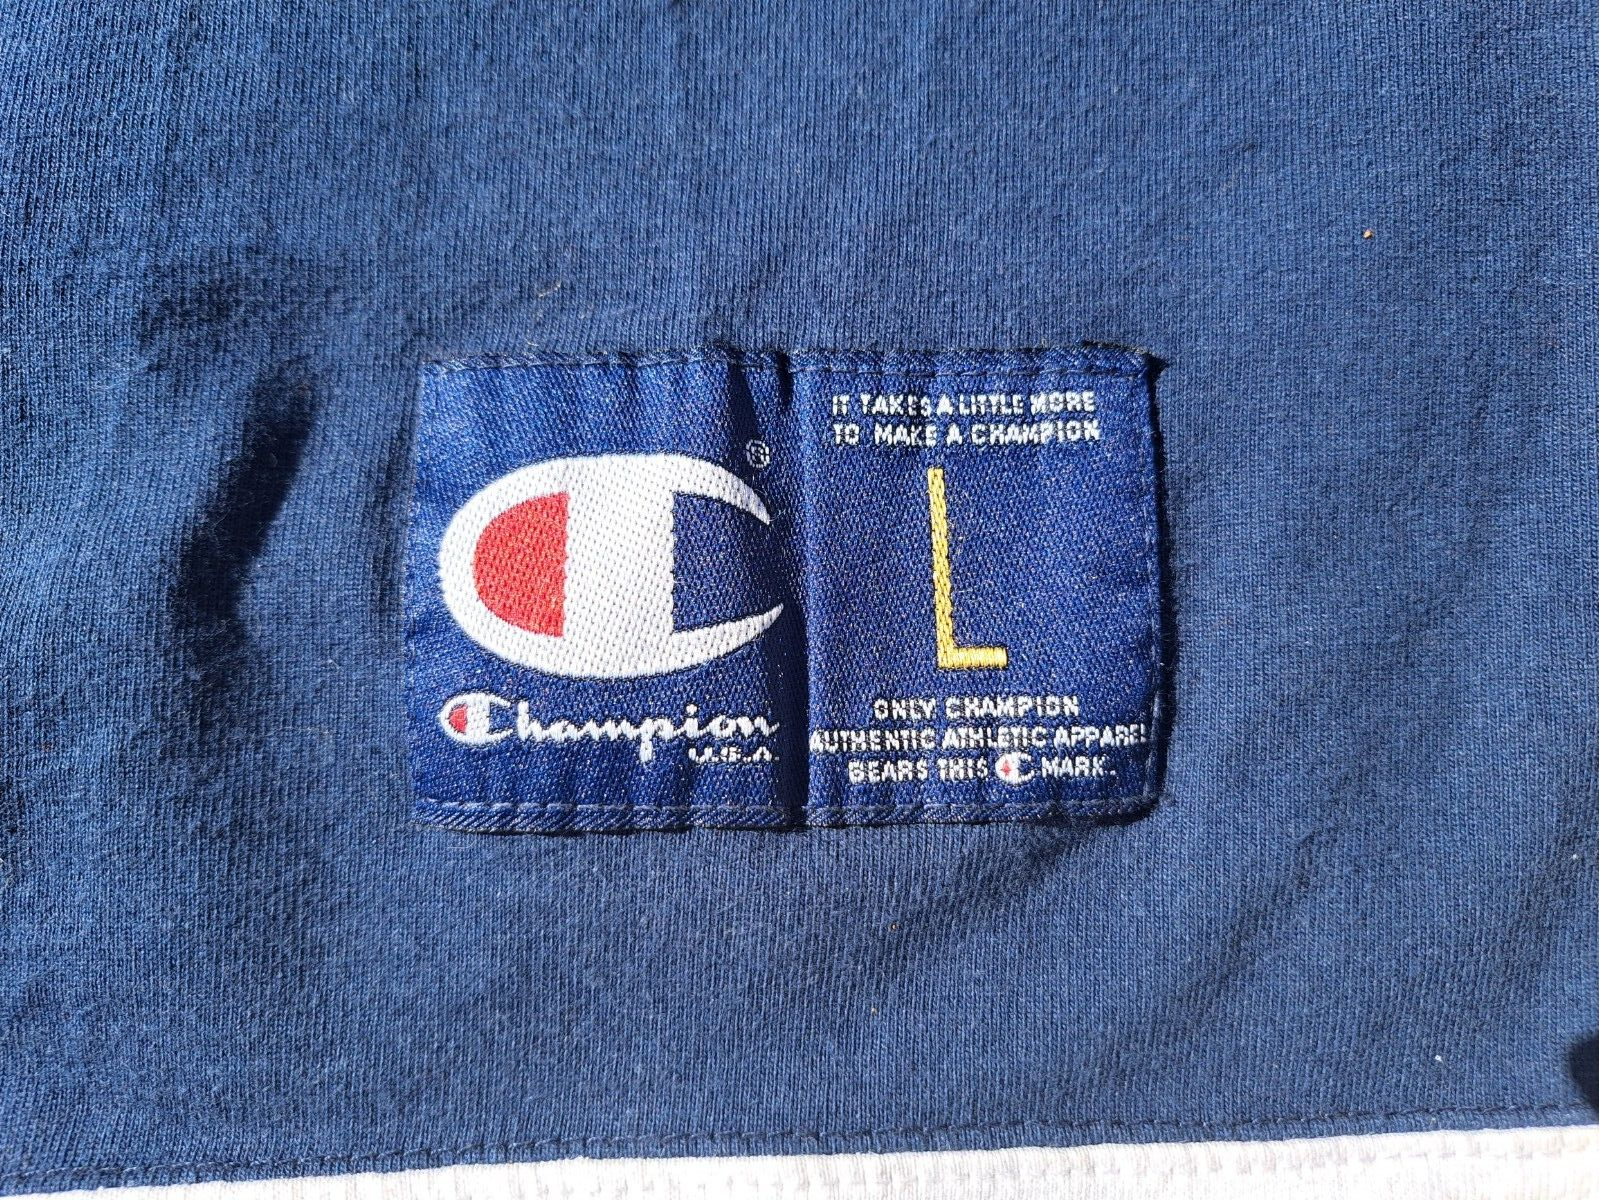 ®
Champion
U.S.A.
IT TAKES A LITTLE MORE
TO MAKE A CHAMPION
L
ONLY CHAMPION
AUTHENTIC ATHLETIC APPAREL
BEARS THIS C MARK.